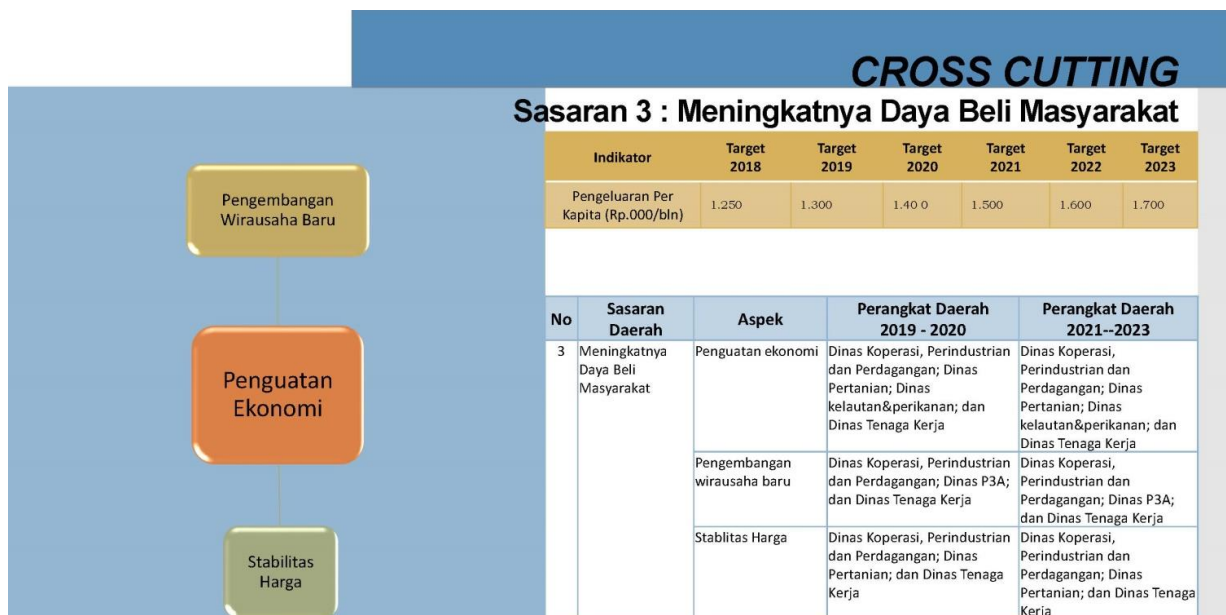 CROSS CUTTING
Sasaran 3 : Meningkatnya Daya Beli Masyarakat
Indikator
Target
2018
Target
2019
Target
2020
Target
2021
Target
2022
Target
2023
Pengeluaran Per
Kapita (Rp.000/bln)
1.250
1.300
1.40 0
1.500
1.600
1.700
Pengembangan
Wirausaha Baru
Penguatan
Ekonomi
Stabilitas
Harga
No
Sasaran
Daerah
Aspek
Perangkat Daerah
2019 - 2020
Perangkat Daerah
2021--2023
3
Meningkatnya
Daya Beli
Masyarakat
Penguatan ekonomi
Dinas Koperasi, Perindustrian
dan Perdagangan; Dinas
Pertanian; Dinas
kelautan&perikanan; dan
Dinas Tenaga Kerja
Dinas Koperasi,
Perindustrian dan
Perdagangan; Dinas
Pertanian; Dinas
kelautan&perikanan; dan
Dinas Tenaga Kerja
Pengembangan
wirausaha baru
Dinas Koperasi, Perindustrian
dan Perdagangan; Dinas P3A;
dan Dinas Tenaga Kerja
Dinas Koperasi,
Perindustrian dan
Perdagangan; Dinas P3A;
dan Dinas Tenaga Kerja
Stablitas Harga
Dinas Koperasi, Perindustrian
dan Perdagangan; Dinas
Pertanian; dan Dinas Tenaga
Kerja
Dinas Koperasi,
Perindustrian dan
Perdagangan; Dinas
Pertanian; dan Dinas Tenaga
Kerja